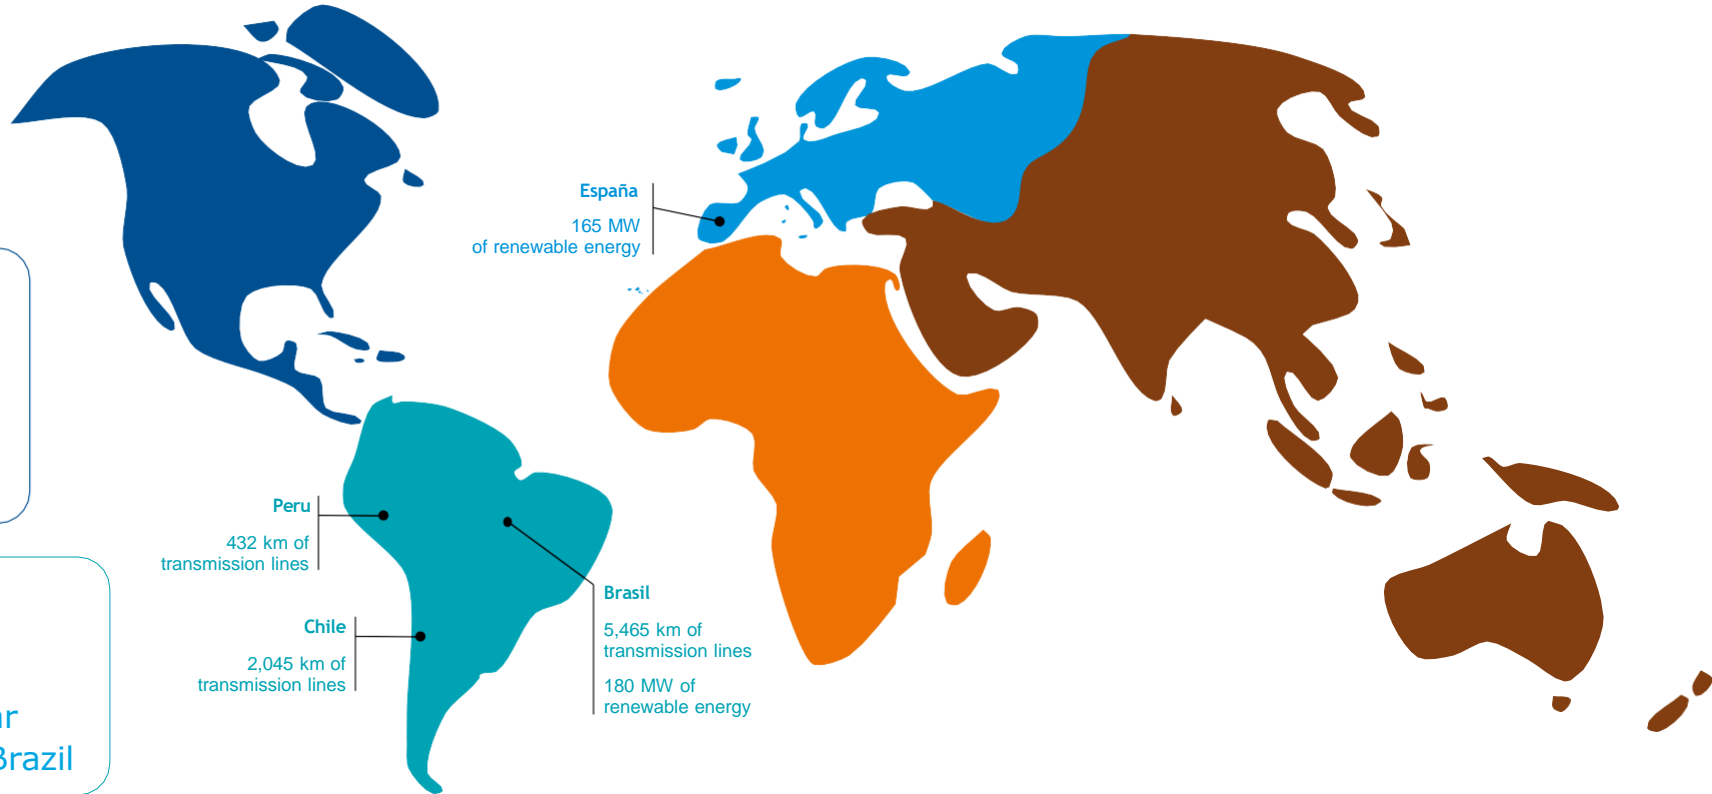 España
165 MW
of renewable energy
Peru
432 km of
transmission lines
Chile
2,045 km of
transmission lines
Brasil
5,465 km of
transmission lines
180 MW of
renewable energy
Brazil